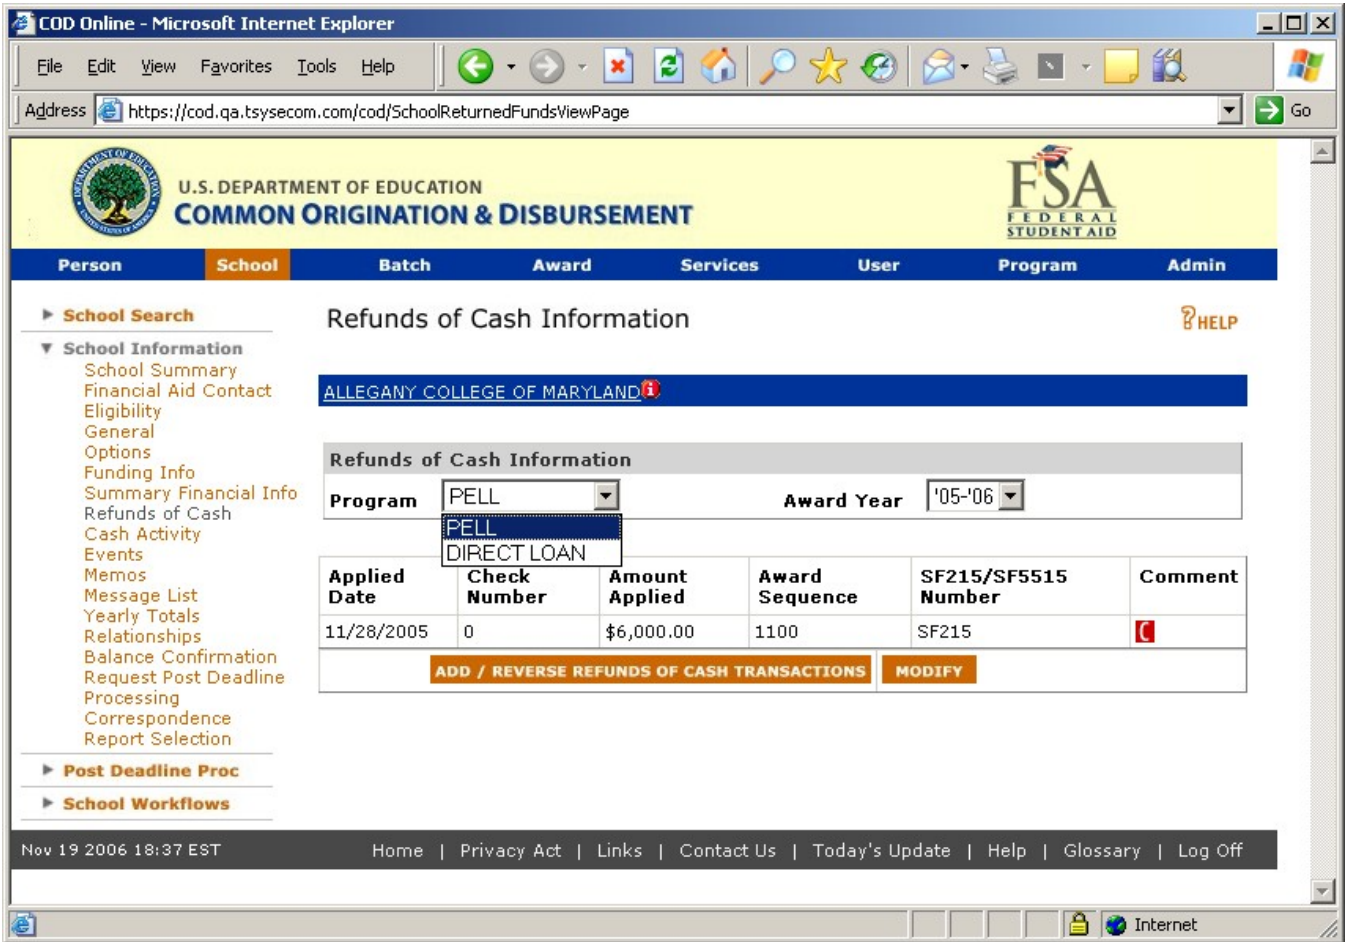 COD Online - Microsoft Internet Explorer
File Edit View Favorites Tools Help
Address https://cod.qa.tsysecom.com/cod/SchoolReturnedFundsViewPage Go
U.S. DEPARTMENT OF EDUCATION
COMMON ORIGINATION & DISBURSEMENT
FSA
FEDERAL
STUDENT AID
Person School Batch Award Services User Program Admin
School Search
School Information
School Summary
Financial Aid Contact
Eligibility
General
Options
Funding Info
Summary Financial Info
Refunds of Cash
Cash Activity
Events
Memos
Message List
Yearly Totals
Relationships
Balance Confirmation
Request Post Deadline
Processing
Correspondence
Report Selection
Post Deadline Proc
School Workflows
Refunds of Cash Information
?HELP
ALLEGANY COLLEGE OF MARYLAND
Refunds of Cash Information
Program PELL Award Year '05-'06
PELL
DIRECT LOAN
Applied Date Check Number Amount Applied Award Sequence SF215/SF5515 Number Comment
11/28/2005 0 $6,000.00 1100 SF215 C
ADD / REVERSE REFUNDS OF CASH TRANSACTIONS MODIFY
Nov 19 2006 18:37 EST Home | Privacy Act | Links | Contact Us | Today's Update | Help | Glossary | Log Off
Internet